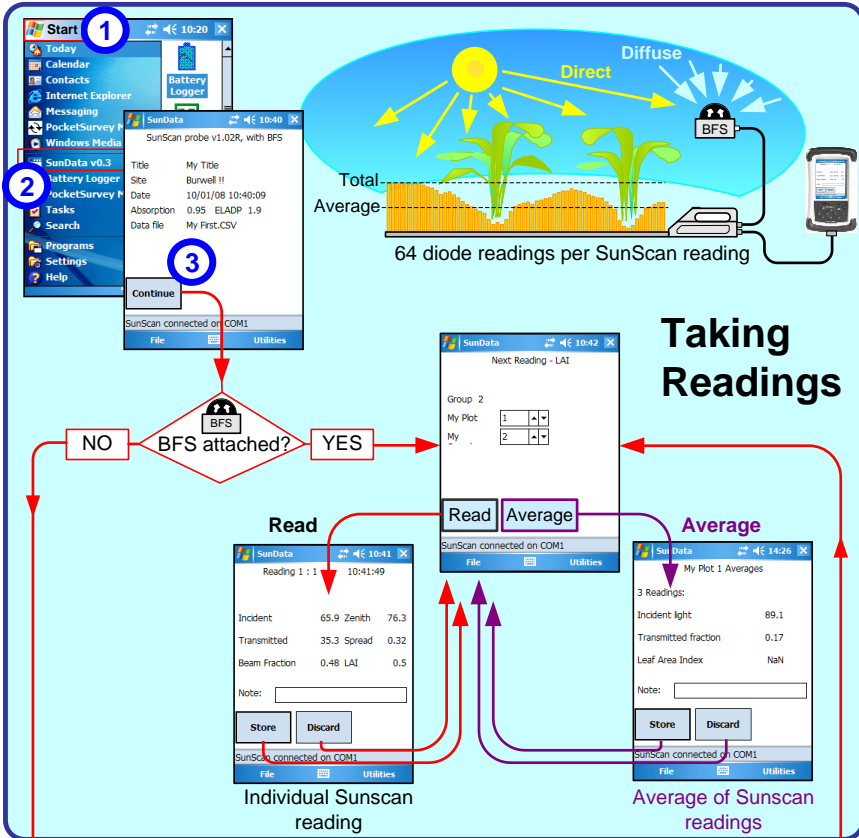 Start
1
10:20
Today
Calendar
Contacts
Internet Explorer
Messaging
PocketSurvey M
Windows Media
SunData v0.3
Battery Logger
PocketSurvey M
Tasks
Search
Programs
Settings
Help
2
Battery
Logger
SunData 10:40
SunScan probe v1.02R, with BFS
Title My Title
Site Burwell !!
Date 10/01/08 10:40:09
Absorption 0.95 ELADP 1.9
Data file My First.CSV
3
Continue
SunScan connected on COM1
File Utilities
Direct
Diffuse
BFS
Total
Average
64 diode readings per SunScan reading
Taking
Readings
BFS
BFS attached?
NO
YES
SunData 10:42
Next Reading - LAI
Group 2
My Plot 1
My 2
Read Average
SunScan connected on COM1
File Utilities
Read
SunData 10:41
Reading 1 : 1 10:41:49
Incident 65.9 Zenith 76.3
Transmitted 35.3 Spread 0.32
Beam Fraction 0.48 LAI 0.5
Note:
Store Discard
SunScan connected on COM1
File Utilities
Individual Sunscan
reading
Average
SunData 14:26
My Plot 1 Averages
3 Readings:
Incident light 89.1
Transmitted fraction 0.17
Leaf Area Index NaN
Note:
Store Discard
SunScan connected on COM1
File Utilities
Average of Sunscan
readings